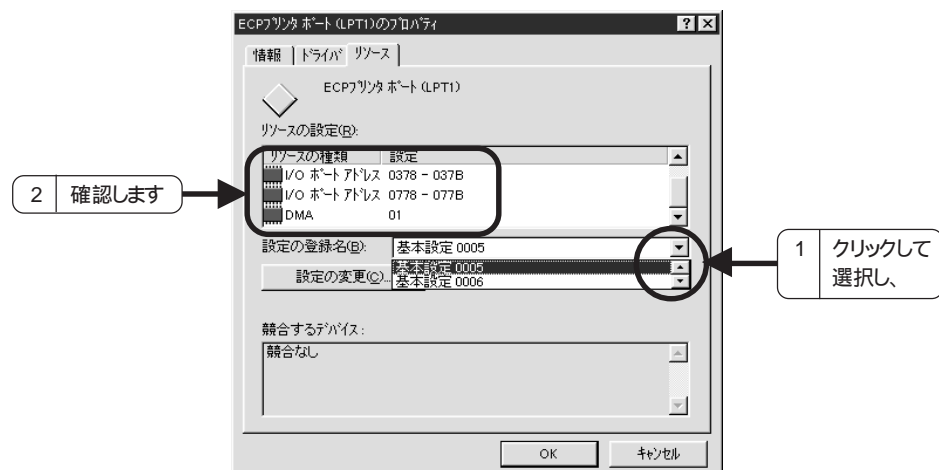 ECPプリンタ ポート (LPT1)のプロパティ
情報 ドライバ リソース
ECPプリンタ ポート (LPT1)
リソースの設定(R):
リソースの種類 設定
I/O ポート アドレス 0378 - 037B
I/O ポート アドレス 0778 - 077B
DMA 01
2 確認します
設定の登録名(B): 基本設定 0005
基本設定 0005
設定の変更(C)... 基本設定 0006
1 クリックして
選択し、
競合するデバイス:
競合なし
OK キャンセル